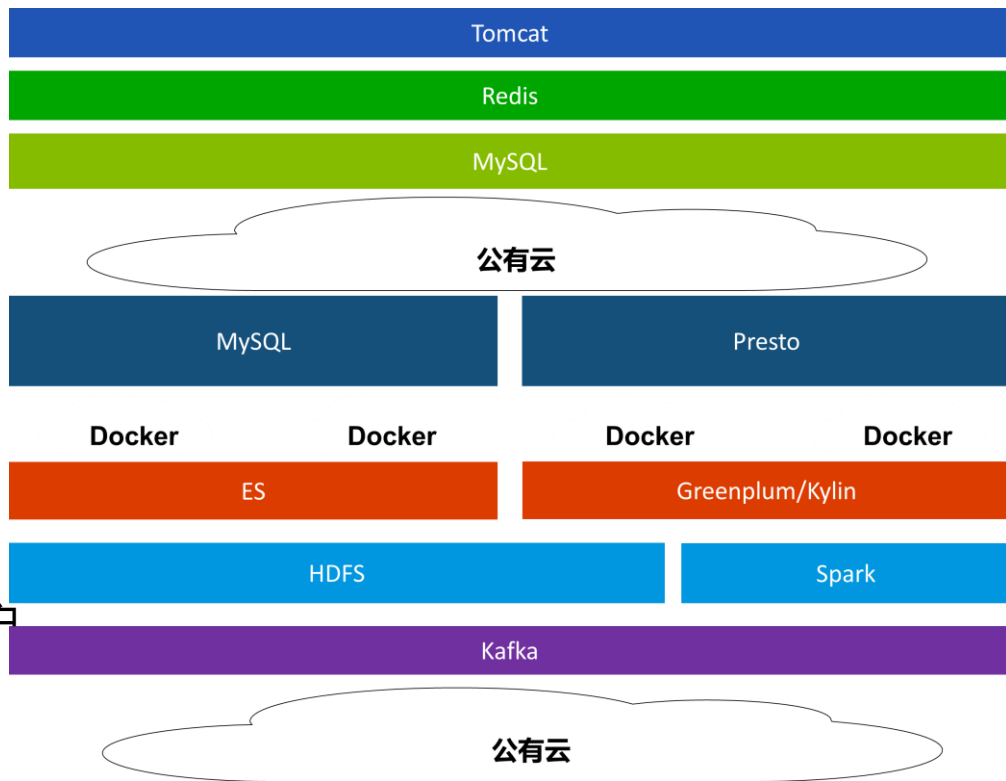 Tomcat
Redis
MySQL
公有云
MySQL Presto
Docker Docker Docker Docker
ES Greenplum/Kylin
HDFS Spark
Kafka
公有云